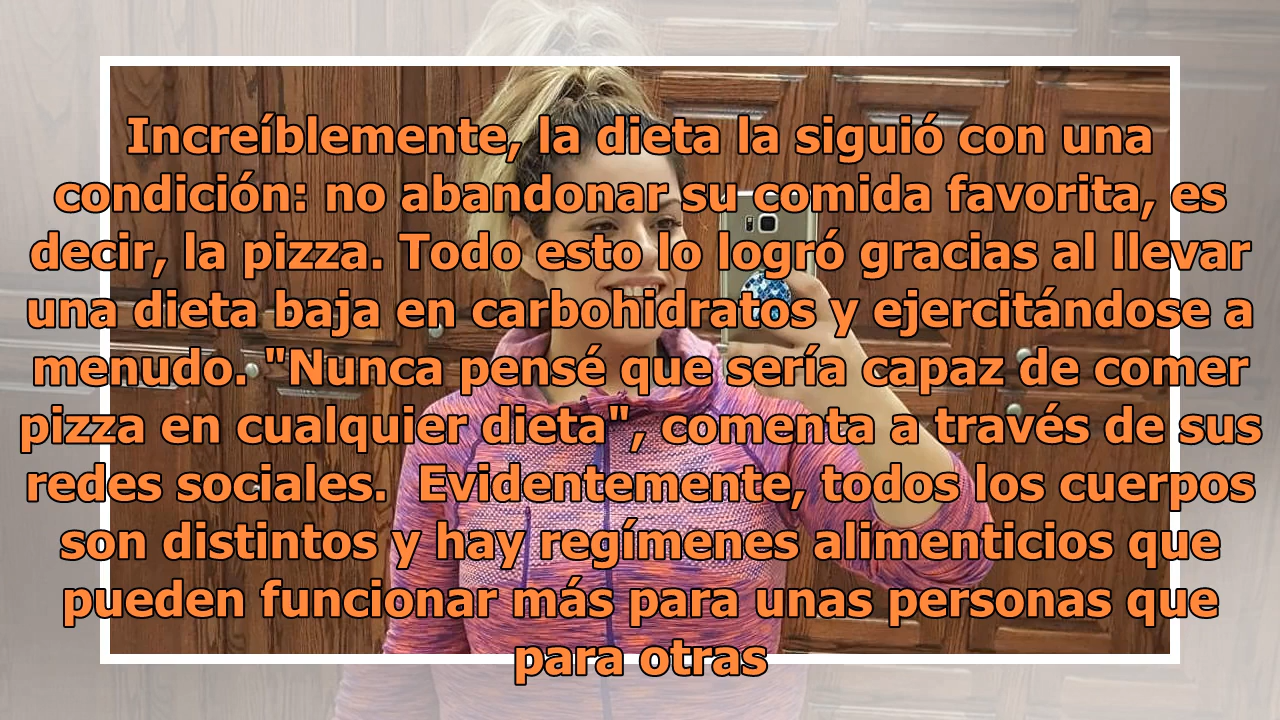 Increíblemente, la dieta la siguió con una
condición: no abandonar su comida favorita, es
decir, la pizza. Todo esto lo logró gracias al llevar
una dieta baja en carbohidratos y ejercitándose a
menudo. "Nunca pensé que sería capaz de comer
pizza en cualquier dieta", comenta a través de sus
redes sociales.  Evidentemente, todos los cuerpos
son distintos y hay regímenes alimenticios que
pueden funcionar más para unas personas que
para otras